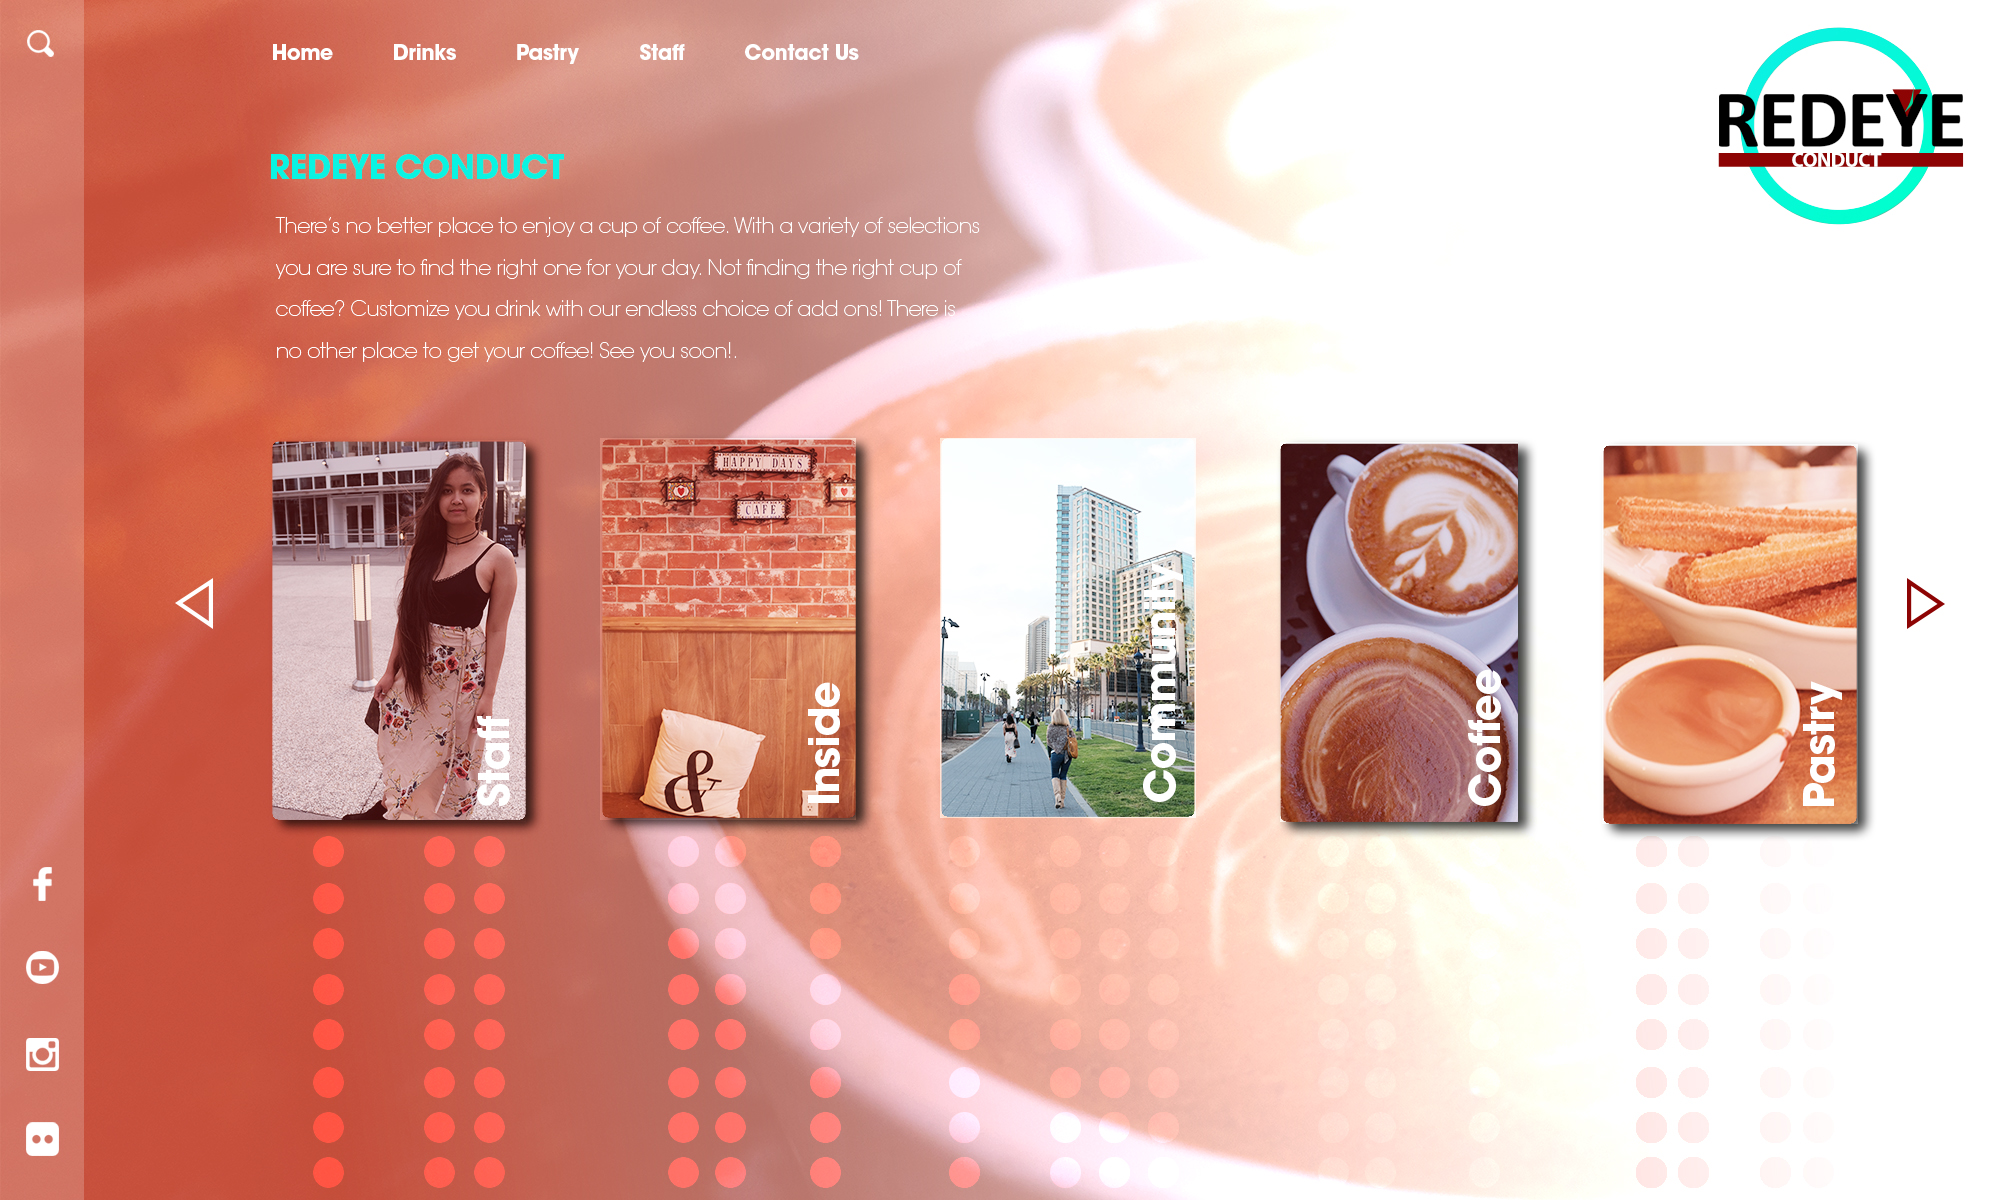 Home Drinks Pastry Staff Contact Us
REDEYE
CONDUCT
REDEYE CONDUCT
There's no better place to enjoy a cup of coffee. With a variety of selections
you are sure to find the right one for your day. Not finding the right cup of
coffee? Customize you drink with our endless choice of add ons! There is
no other place to get your coffee! See you soon!.
Staff
HAPPY DAYS
CAFE
&
Inside
Community
Coffee
Pastry